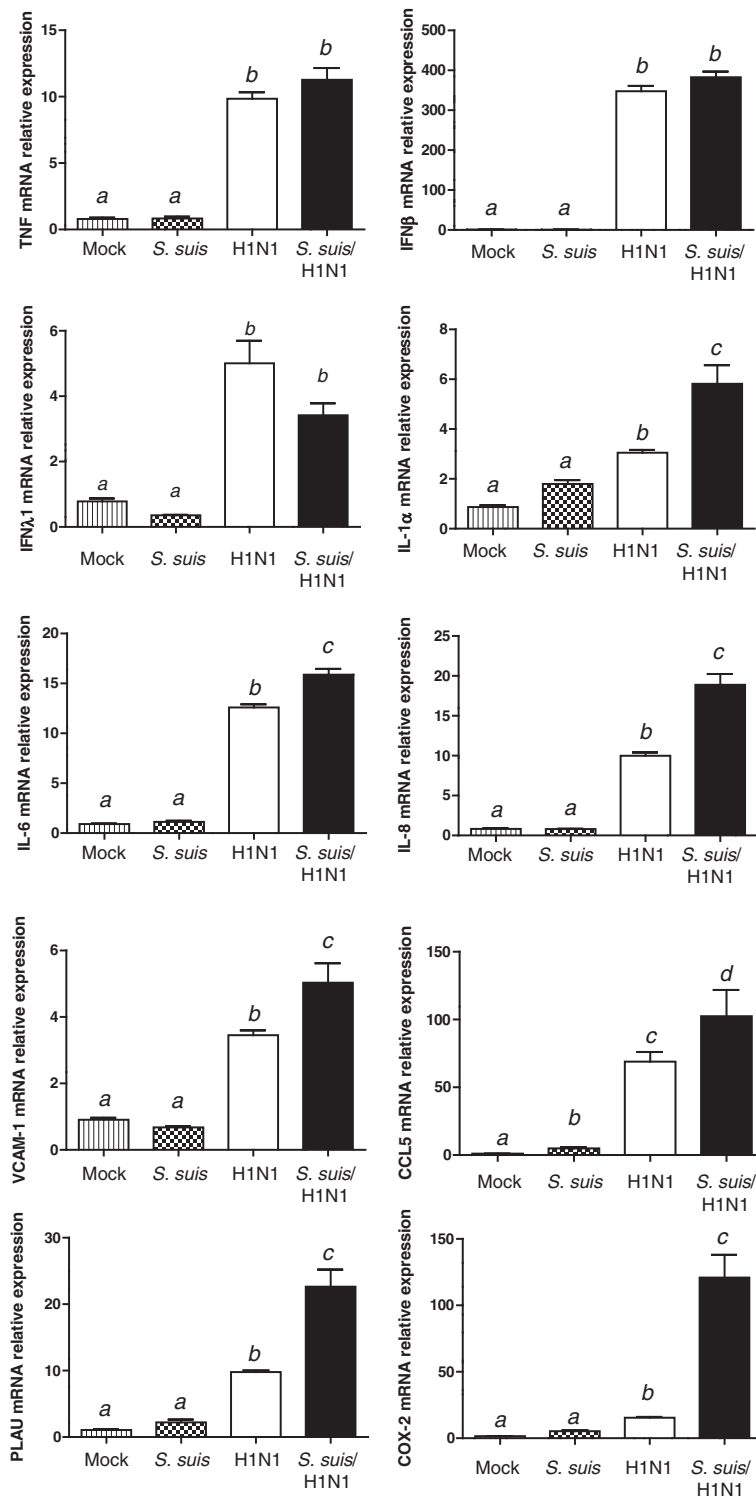 TNF mRNA relative expression
15
10
5
0
a
a
b
b
Mock
S. suis
H1N1
S. suis/
H1N1
IFNβ mRNA relative expression
500
400
300
200
100
0
a
a
b
b
Mock
S. suis
H1N1
S. suis/
H1N1
IFNλ1 mRNA relative expression
6
4
2
0
a
a
b
b
Mock
S. suis
H1N1
S. suis/
H1N1
IL-1α mRNA relative expression
8
6
4
2
0
a
a
b
c
Mock
S. suis
H1N1
S. suis/
H1N1
IL-6 mRNA relative expression
20
15
10
5
0
a
a
b
c
Mock
S. suis
H1N1
S. suis/
H1N1
IL-8 mRNA relative expression
25
20
15
10
5
0
a
a
b
c
Mock
S. suis
H1N1
S. suis/
H1N1
VCAM-1 mRNA relative expression
6
4
2
0
a
a
b
c
Mock
S. suis
H1N1
S. suis/
H1N1
CCL5 mRNA relative expression
150
100
50
0
a
b
c
d
Mock
S. suis
H1N1
S. suis/
H1N1
PLAU mRNA relative expression
30
20
10
0
a
a
b
c
Mock
S. suis
H1N1
S. suis/
H1N1
COX-2 mRNA relative expression
150
100
50
0
a
a
b
c
Mock
S. suis
H1N1
S. suis/
H1N1